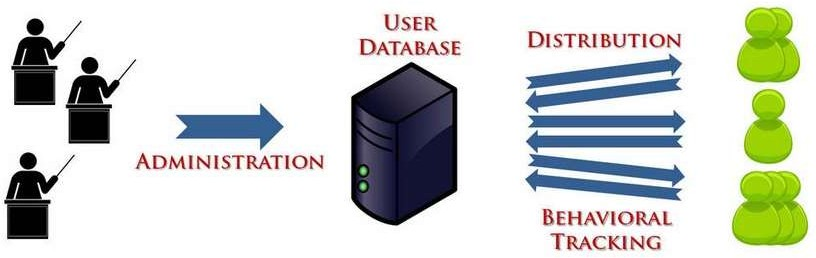 User
Database
Distribution
Administration
Behavioral
Tracking